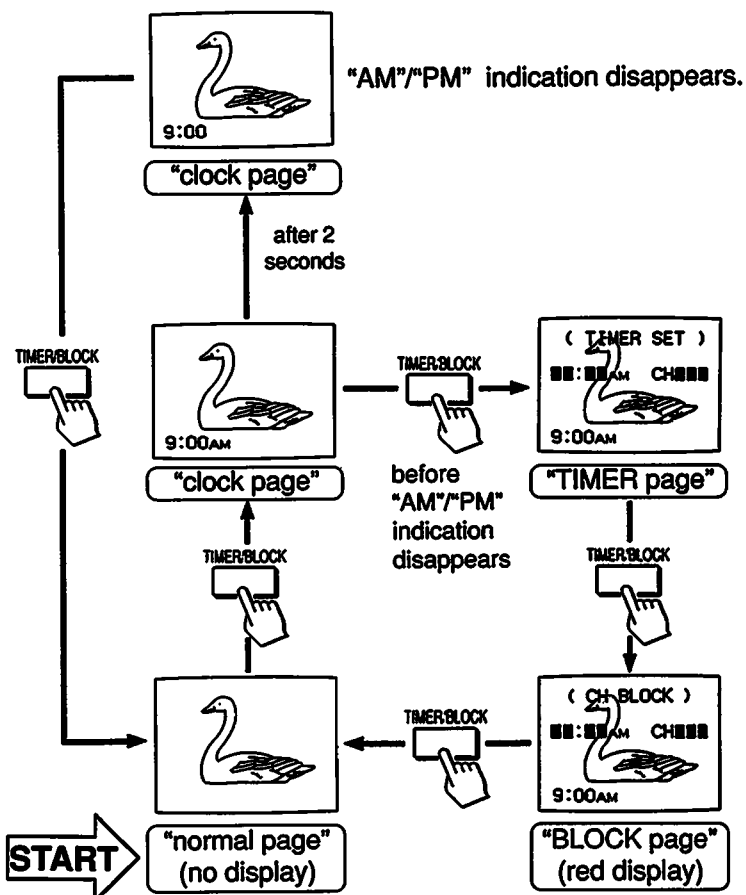 "AM"/"PM" indication disappears.
9:00
"clock page"
after 2
seconds
TIMER/BLOCK
TIMER/BLOCK
( TIMER SET )
AM CH
9:00AM
9:00AM
"clock page"
before
"AM"/"PM"
indication
disappears
"TIMER page"
TIMER/BLOCK
TIMER/BLOCK
( CH BLOCK )
AM CH
TIMER/BLOCK
9:00AM
START
"normal page"
(no display)
"BLOCK page"
(red display)